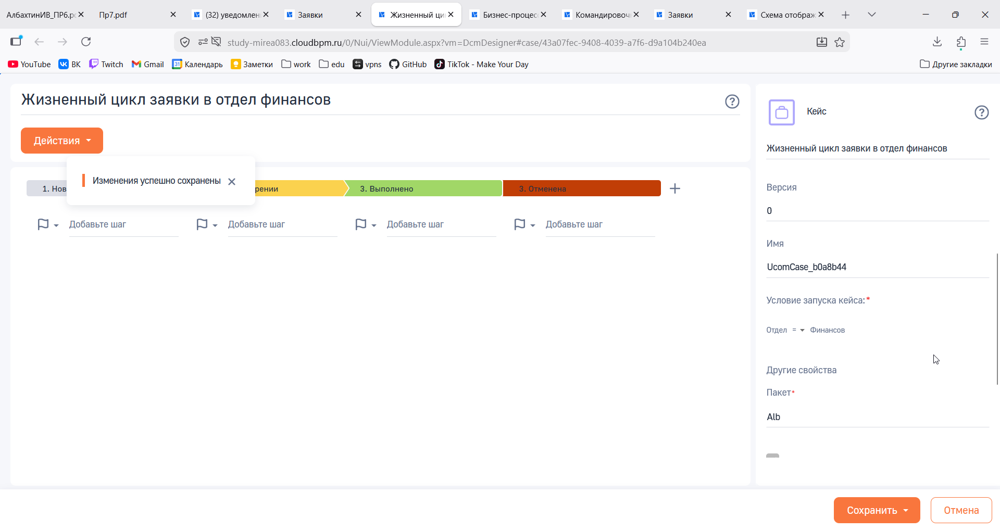 АлбахтинИВ_ПР6.p
Пр7.pdf
(32) уведомлен
Заявки
Жизненный ци
Бизнес-процес
Командировоч
Заявки
Схема отображ
study-mirea083.cloudbpm.ru/0/Nui/ViewModule.aspx?vm=DcmDesigner#case/43a07fec-9408-4039-a7f6-d9a104b240ea
YouTube
ВК
Twitch
Gmail
31 Календарь
Заметки
work
edu
vpns
GitHub
TikTok - Make Your Day
Другие закладки
Жизненный цикл заявки в отдел финансов
Действия
Изменения успешно сохранены
1. Нов
рении
3. Выполнено
3. Отменена
Добавьте шаг
Добавьте шаг
Добавьте шаг
Добавьте шаг
Кейс
Жизненный цикл заявки в отдел финансов
Версия
0
Имя
UcomCase_b0a8b44
Условие запуска кейса:*
Отдел = Финансов
Другие свойства
Пакет*
Alb
Сохранить
Отмена